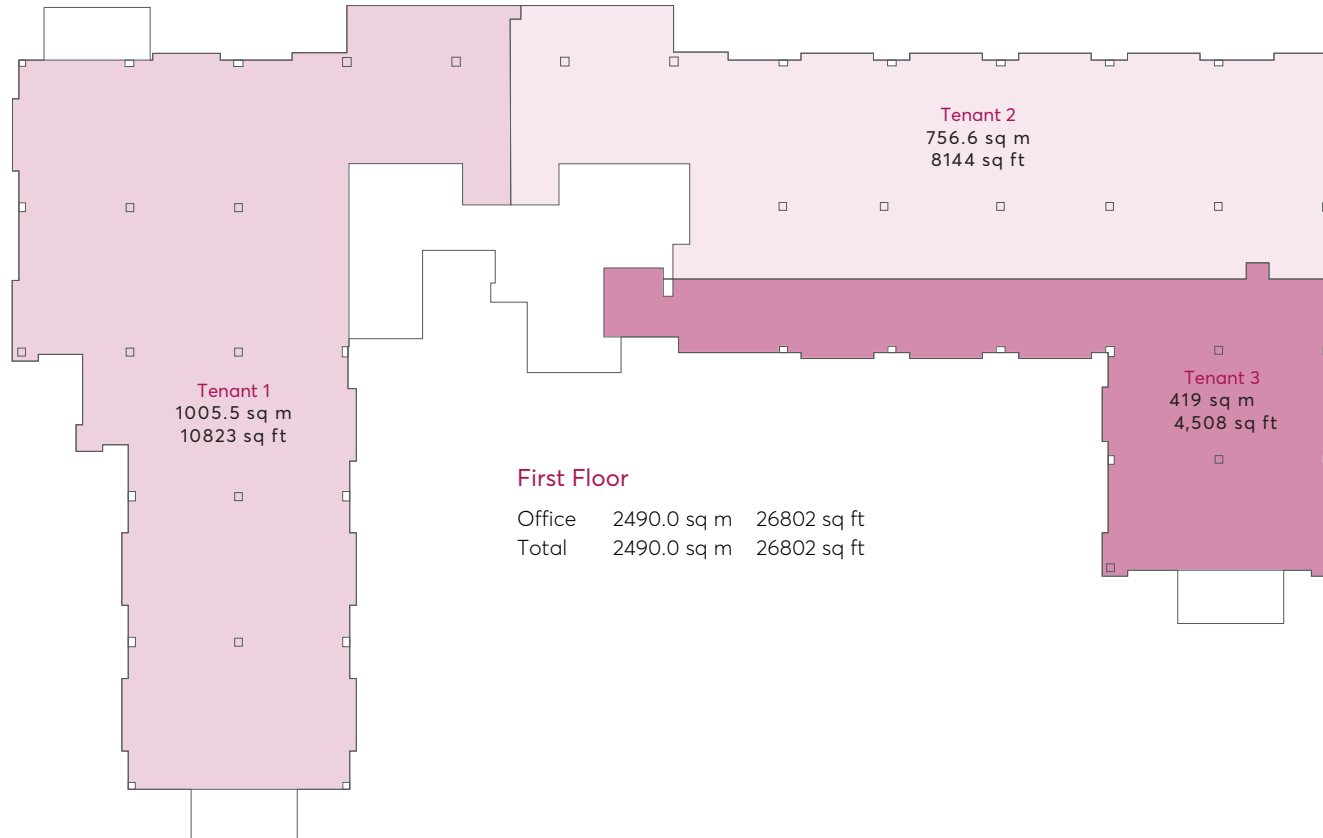 Tenant 2
756.6 sq m
8144 sq ft
Tenant 1
1005.5 sq m
10823 sq ft
Tenant 3
419 sq m
4,508 sq ft
First Floor
Office 2490.0 sq m 26802 sq ft
Total 2490.0 sq m 26802 sq ft